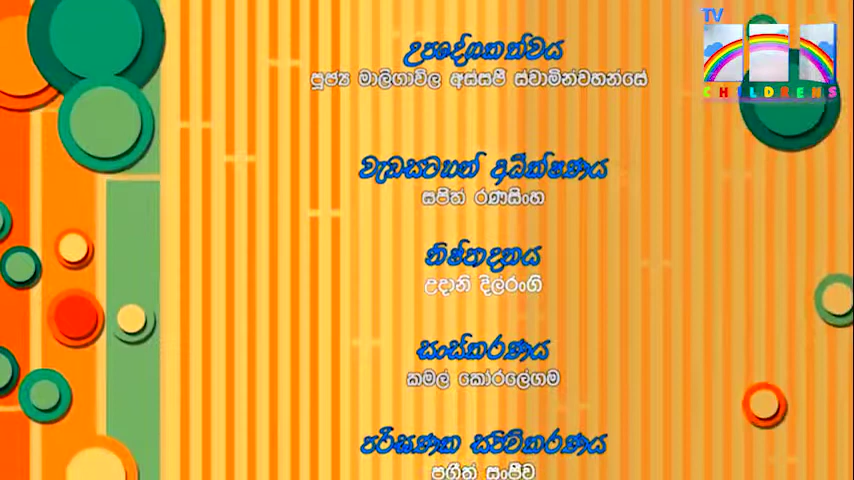 TV
CHILDRENS
උපදේශකත්වය
පූජ්‍ය මාලිගාවිල අස්සජි ස්වාමින්වහන්සේ
වැඩසටහන් අධීක්ෂණය
සජිත් රණසිංහ
නිෂ්පාදනය
උදානි දිල්රංගි
සංස්කරණය
කමල් කෝරලේගම
පරිගණක සජීවීකරණය
පගීත් සංජීව